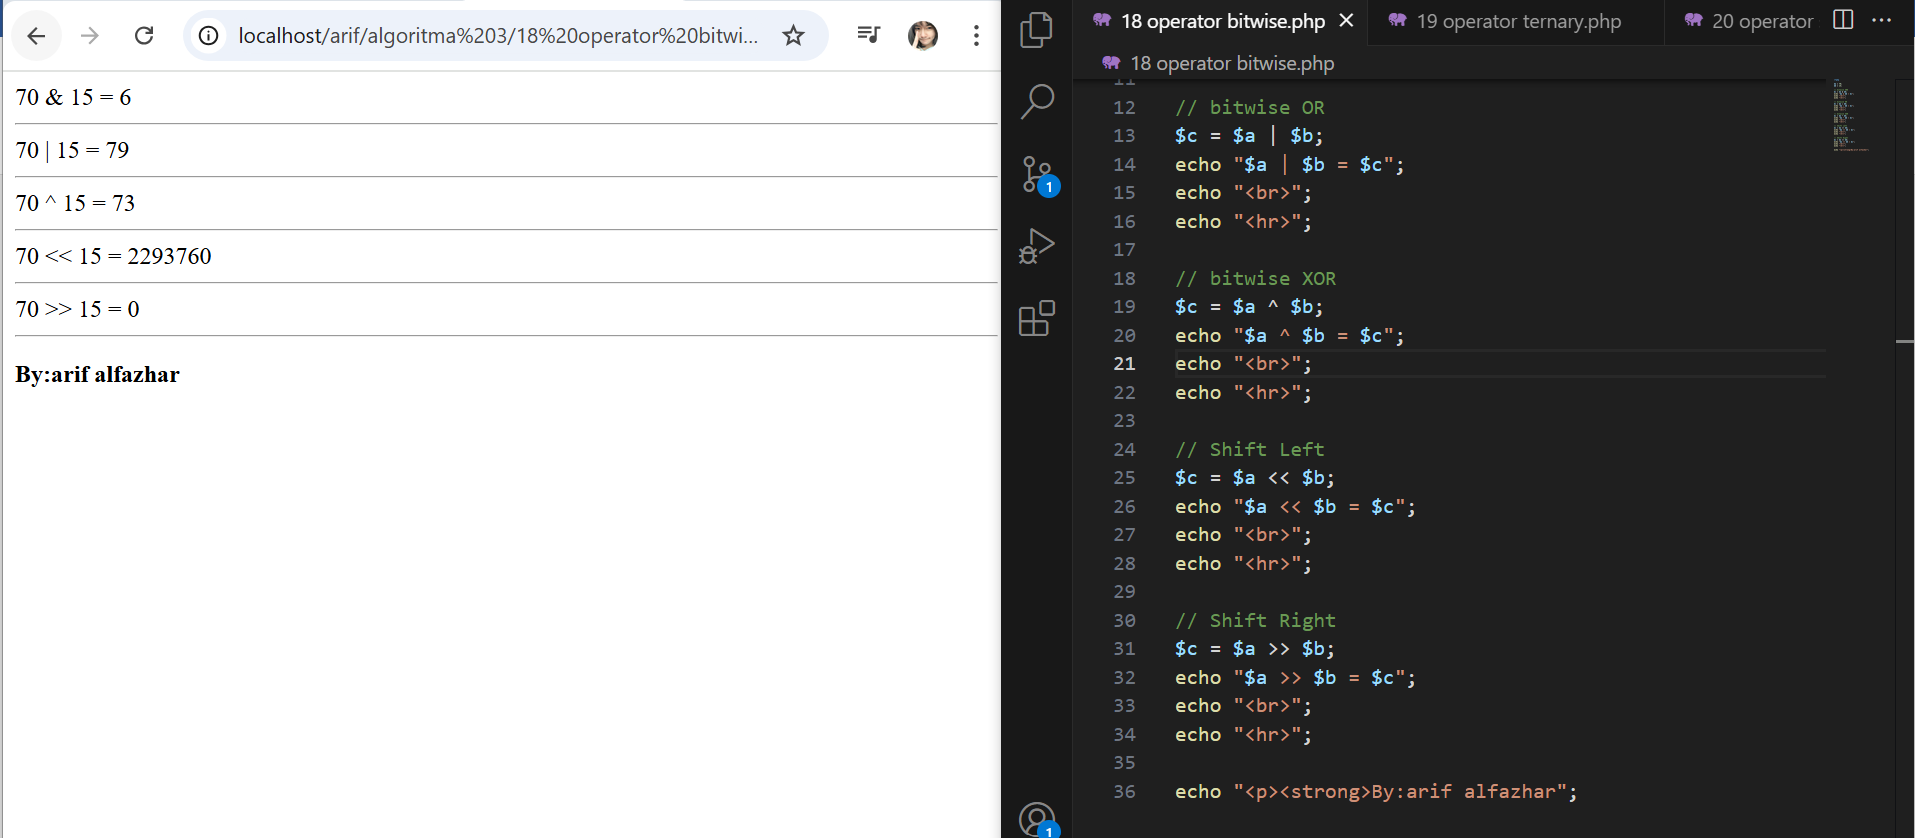 localhost/arif/algoritma%203/18%20operator%20bitwi...
70 & 15 = 6
70 | 15 = 79
70 ^ 15 = 73
70 << 15 = 2293760
70 >> 15 = 0
By:arif alfazhar
18 operator bitwise.php
19 operator ternary.php
20 operator
18 operator bitwise.php
1
1
11
12 // bitwise OR
13 $c = $a | $b;
14 echo "$a | $b = $c";
15 echo "<br>";
16 echo "<hr>";
17
18 // bitwise XOR
19 $c = $a ^ $b;
20 echo "$a ^ $b = $c";
21 echo "<br>";
22 echo "<hr>";
23
24 // Shift Left
25 $c = $a << $b;
26 echo "$a << $b = $c";
27 echo "<br>";
28 echo "<hr>";
29
30 // Shift Right
31 $c = $a >> $b;
32 echo "$a >> $b = $c";
33 echo "<br>";
34 echo "<hr>";
35
36 echo "<p><strong>By:arif alfazhar";